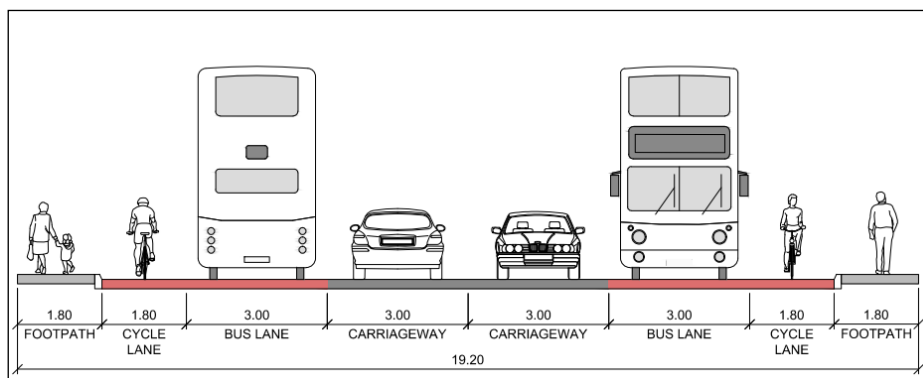 1.80 1.80 3.00 3.00 3.00 3.00 1.80 1.80
FOOTPATH CYCLE LANE BUS LANE CARRIAGEWAY CARRIAGEWAY BUS LANE CYCLE LANE FOOTPATH
19.20